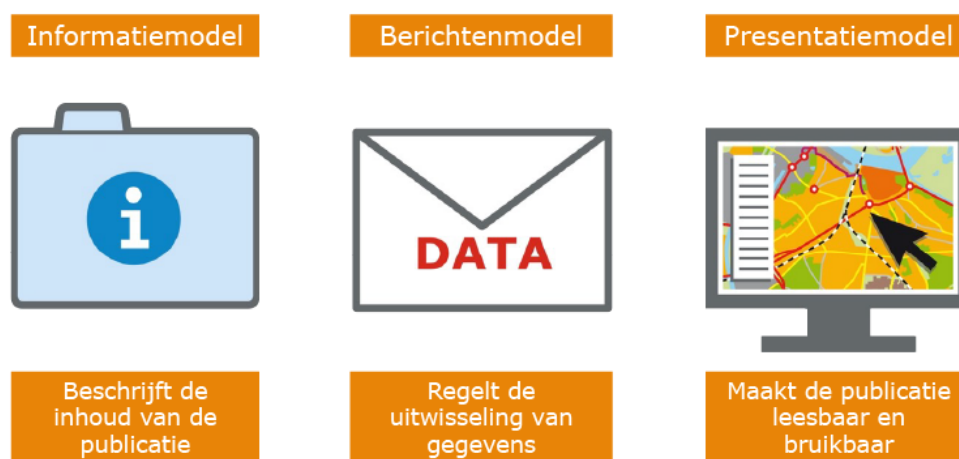 Informatiemodel
Berichtenmodel
Presentatiemodel
i
DATA
Beschrijft de
inhoud van de
publicatie
Regelt de
uitwisseling van
gegevens
Maakt de publicatie
leesbaar en
bruikbaar